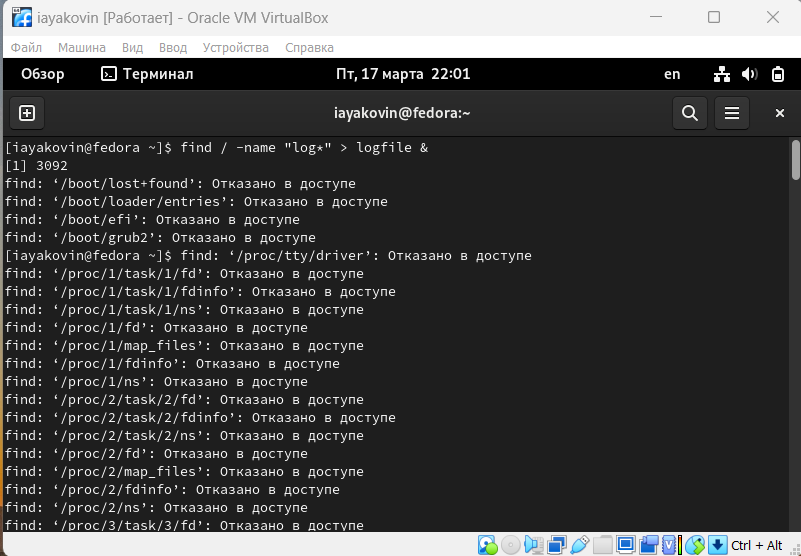 iayakovin [Работает] - Oracle VM VirtualBox
Файл Машина Вид Ввод Устройства Справка
Обзор Терминал Пт, 17 марта 22:01 en
iayakovin@fedora:~
[iayakovin@fedora ~]$ find / -name "log*" > logfile &
[1] 3092
find: ‘/boot/lost+found’: Отказано в доступе
find: ‘/boot/loader/entries’: Отказано в доступе
find: ‘/boot/efi’: Отказано в доступе
find: ‘/boot/grub2’: Отказано в доступе
[iayakovin@fedora ~]$ find: ‘/proc/tty/driver’: Отказано в доступе
find: ‘/proc/1/task/1/fd’: Отказано в доступе
find: ‘/proc/1/task/1/fdinfo’: Отказано в доступе
find: ‘/proc/1/task/1/ns’: Отказано в доступе
find: ‘/proc/1/fd’: Отказано в доступе
find: ‘/proc/1/map_files’: Отказано в доступе
find: ‘/proc/1/fdinfo’: Отказано в доступе
find: ‘/proc/1/ns’: Отказано в доступе
find: ‘/proc/2/task/2/fd’: Отказано в доступе
find: ‘/proc/2/task/2/fdinfo’: Отказано в доступе
find: ‘/proc/2/task/2/ns’: Отказано в доступе
find: ‘/proc/2/fd’: Отказано в доступе
find: ‘/proc/2/map_files’: Отказано в доступе
find: ‘/proc/2/fdinfo’: Отказано в доступе
find: ‘/proc/2/ns’: Отказано в доступе
find: ‘/proc/3/task/3/fd’: Отказано в доступе
Ctrl + Alt